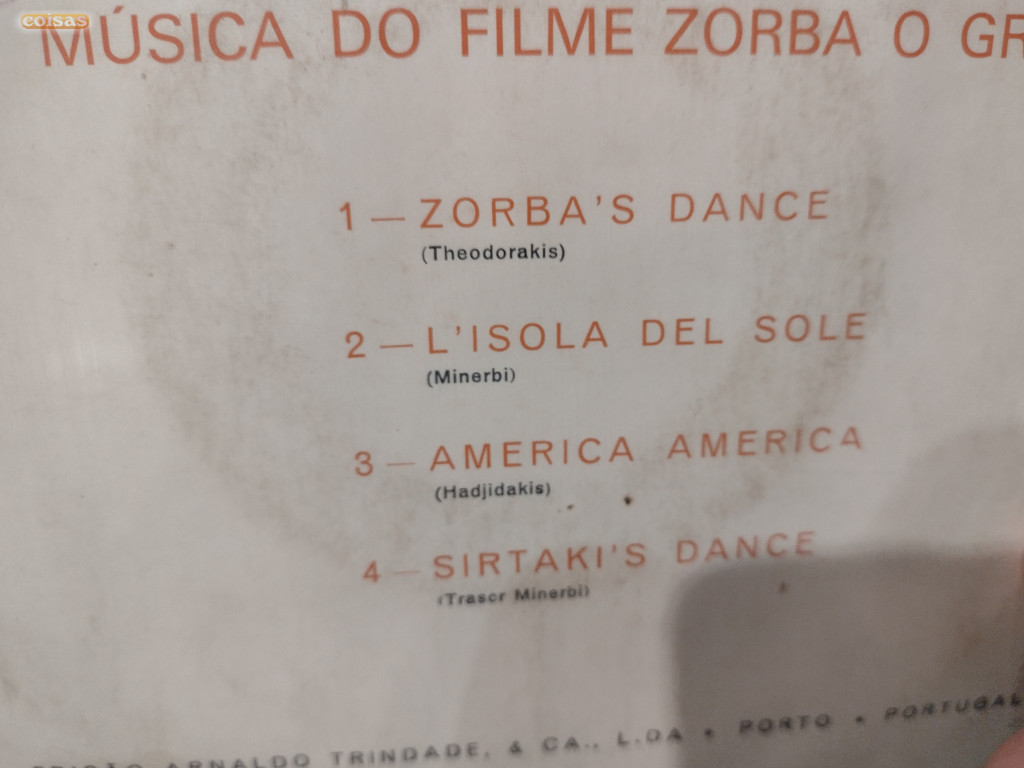 coisas
MÚSICA DO FILME ZORBA O GR
1 — ZORBA'S DANCE
(Theodorakis)
2 — L'ISOLA DEL SOLE
(Minerbi)
3 — AMERICA AMERICA
(Hadjidakis)
4 — SIRTAKI'S DANCE
(Trascr Minerbi)
ARNALDO TRINDADE, & CA., L.DA • PORTO • PORTUGAL